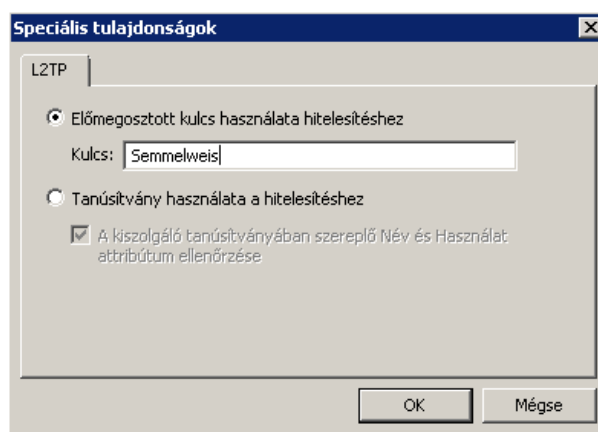 Speciális tulajdonságok
L2TP
Előmegosztott kulcs használata hitelesítéshez
Kulcs: Semmelweis
Tanúsítvány használata a hitelesítéshez
A kiszolgáló tanúsítványában szereplő Név és Használat
attribútum ellenőrzése
OK Mégse